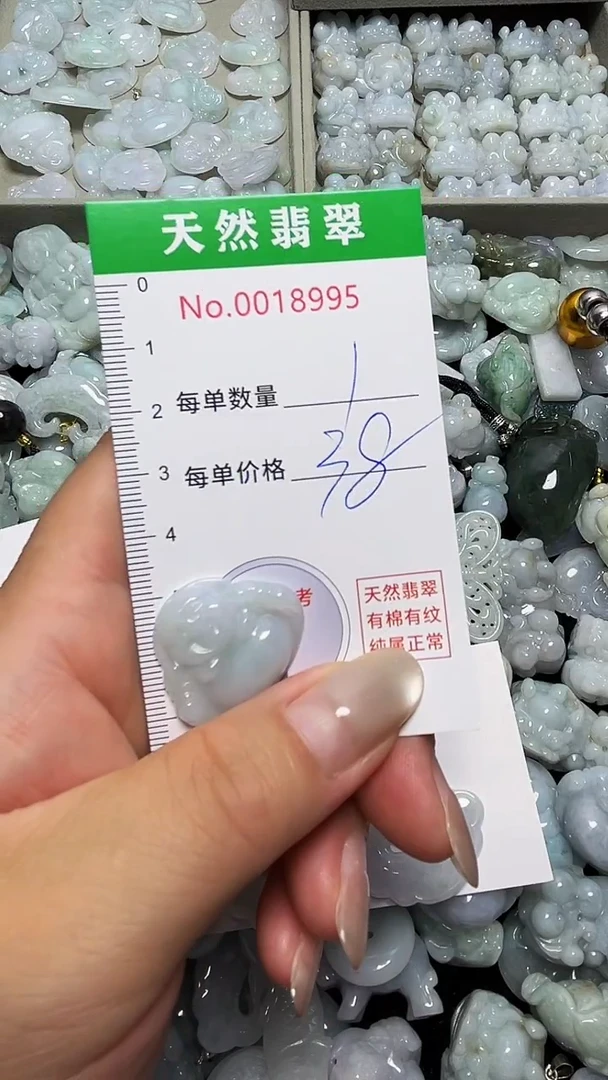 天然翡翠
No.0018995
0
1
2
3
4
每单数量 1
每单价格 38
考
天然翡翠
有棉有纹
纯属正常